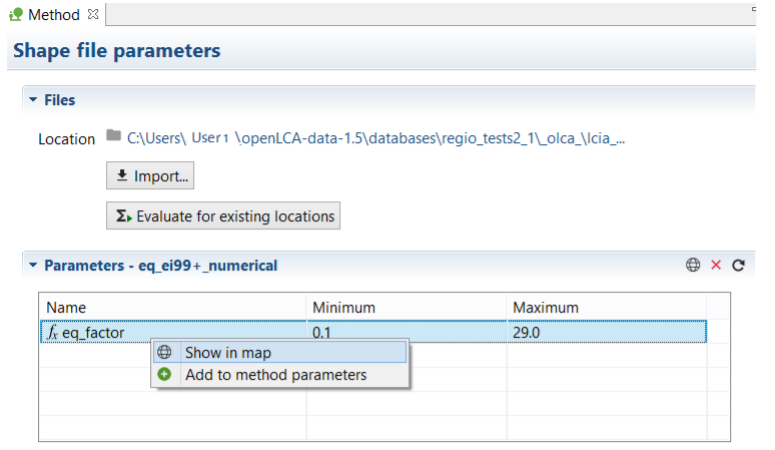 Method
Shape file parameters
Files
Location C:\Users\ User1 \openLCA-data-1.5\databases\regio_tests2_1\_olca_\lcia_...
Import...
Evaluate for existing locations
Parameters - eq_ei99+_numerical
Name Minimum Maximum
fx eq_factor 0.1 29.0
Show in map
Add to method parameters